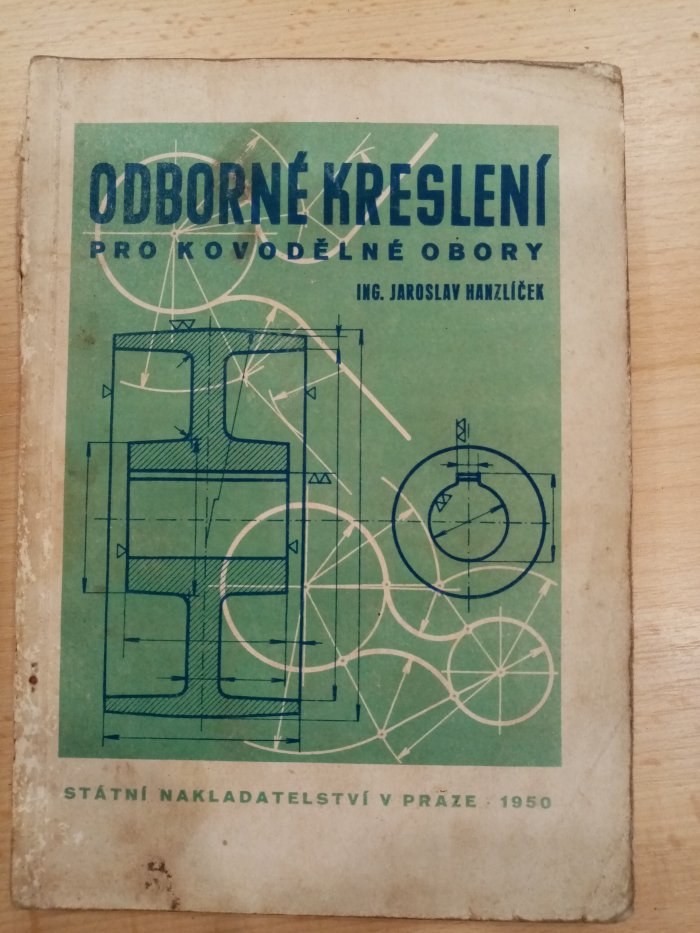 ODBORNÉ KRESLENÍ
PRO KOVODĚLNÉ OBORY
ING. JAROSLAV HANZLÍČEK
STÁTNÍ NAKLADATELSTVÍ V PRAZE · 1950